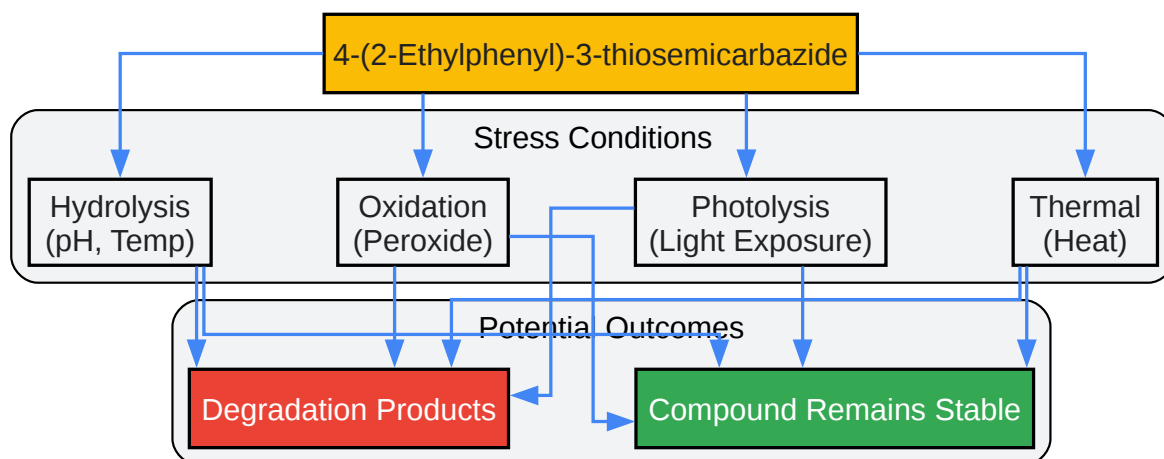 4-(2-Ethylphenyl)-3-thiosemicarbazide
Stress Conditions
Hydrolysis
(pH, Temp)
Oxidation
(Peroxide)
Photolysis
(Light Exposure)
Thermal
(Heat)
Potential Outcomes
Degradation Products
Compound Remains Stable